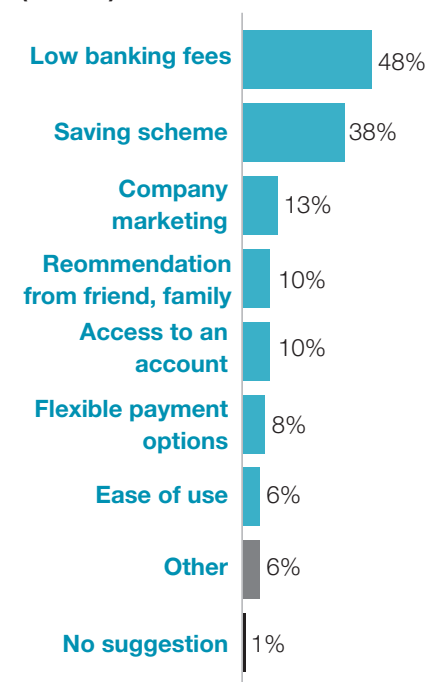 Low banking fees
48%
Saving scheme
38%
Company
marketing
13%
Reommendation
from friend, family
10%
Access to an
account
10%
Flexible payment
options
8%
Ease of use
6%
Other
6%
No suggestion
1%